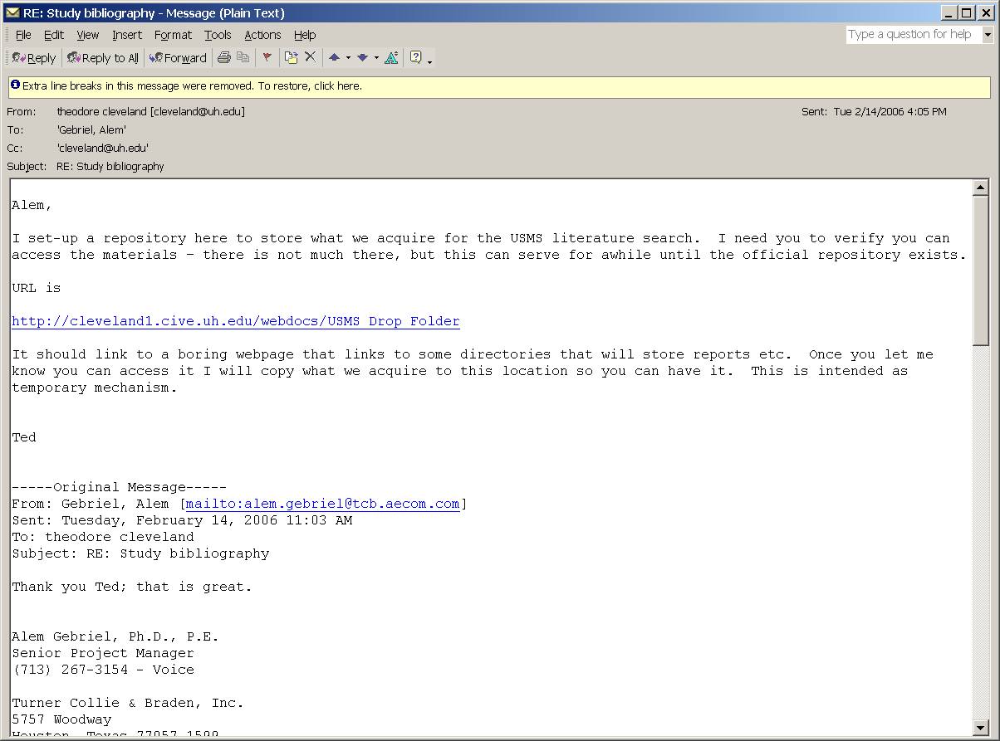 RE: Study bibliography - Message (Plain Text)
File Edit View Insert Format Tools Actions Help
Type a question for help
Reply Reply to All Forward
Extra line breaks in this message were removed. To restore, click here.
From: theodore cleveland [cleveland@uh.edu] Sent: Tue 2/14/2006 4:05 PM
To: 'Gebriel, Alem'
Cc: 'cleveland@uh.edu'
Subject: RE: Study bibliography
Alem,
I set-up a repository here to store what we acquire for the USMS literature search. I need you to verify you can
access the materials – there is not much there, but this can serve for awhile until the official repository exists.
URL is
http://cleveland1.cive.uh.edu/webdocs/USMS Drop Folder
It should link to a boring webpage that links to some directories that will store reports etc. Once you let me
know you can access it I will copy what we acquire to this location so you can have it. This is intended as
temporary mechanism.
Ted
-----Original Message-----
From: Gebriel, Alem [mailto:alem.gebriel@tcb.aecom.com]
Sent: Tuesday, February 14, 2006 11:03 AM
To: theodore cleveland
Subject: RE: Study bibliography
Thank you Ted; that is great.
Alem Gebriel, Ph.D., P.E.
Senior Project Manager
(713) 267-3154 - Voice
Turner Collie & Braden, Inc.
5757 Woodway
Houston, Texas 77057-1599